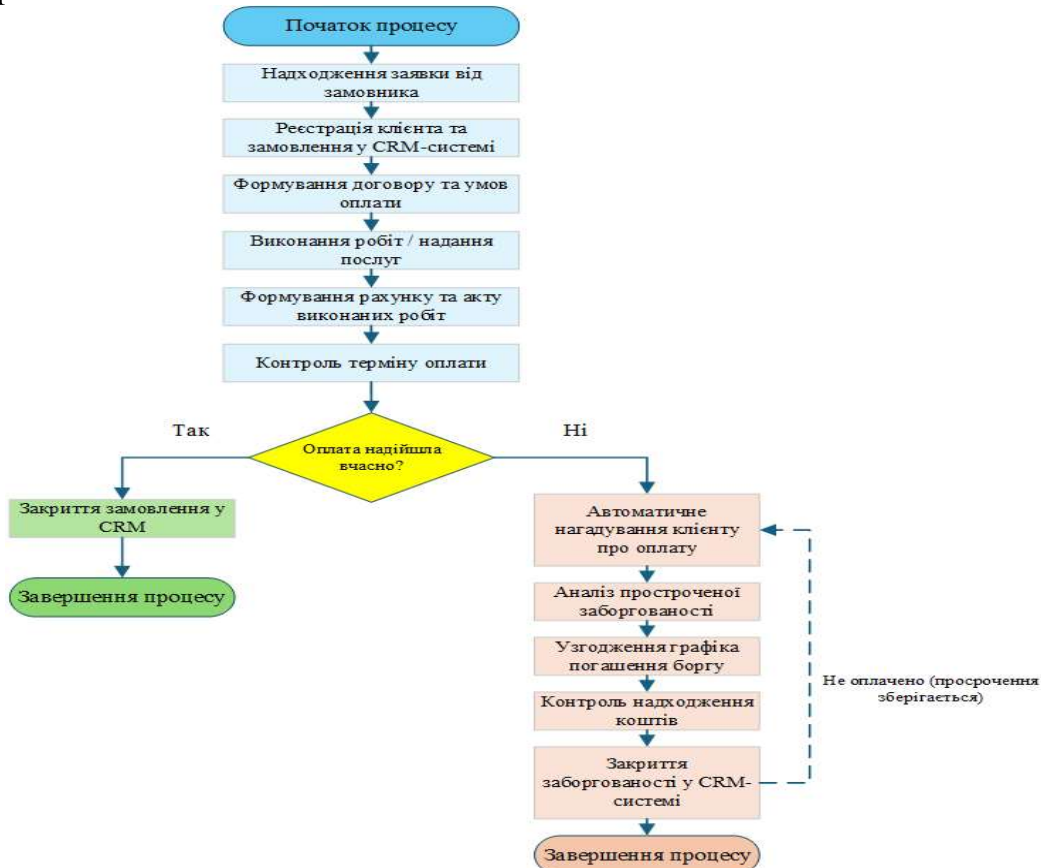 Початок процесу
Надходження заявки від
замовника
Реєстрація клієнта та
замовлення у CRM-системі
Формування договору та умов
оплати
Виконання робіт / надання
послуг
Формування рахунку та акту
виконаних робіт
Контроль терміну оплати
Так
Ні
Оплата надійшла
вчасно?
Закриття замовлення у
CRM
Завершення процесу
Автоматичне
нагадування клієнту
про оплату
Аналіз простроченої
заборгованості
Узгодження графіка
погашення боргу
Контроль надходження
коштів
Закриття
заборгованості у CRM-
системі
Не оплачено (просрочення
зберігається)
Завершення процесу